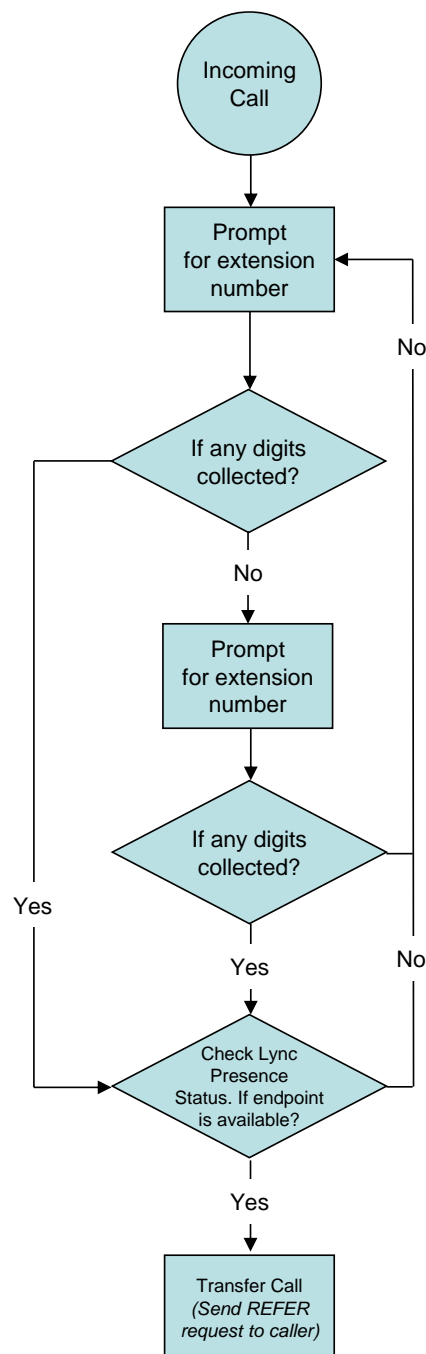 Incoming
Call
Prompt
for extension
number
No
If any digits
collected?
No
Prompt
for extension
number
If any digits
collected?
Yes
Yes
No
Check Lync
Presence
Status. If endpoint
is available?
Yes
Transfer Call
(Send REFER
request to caller)